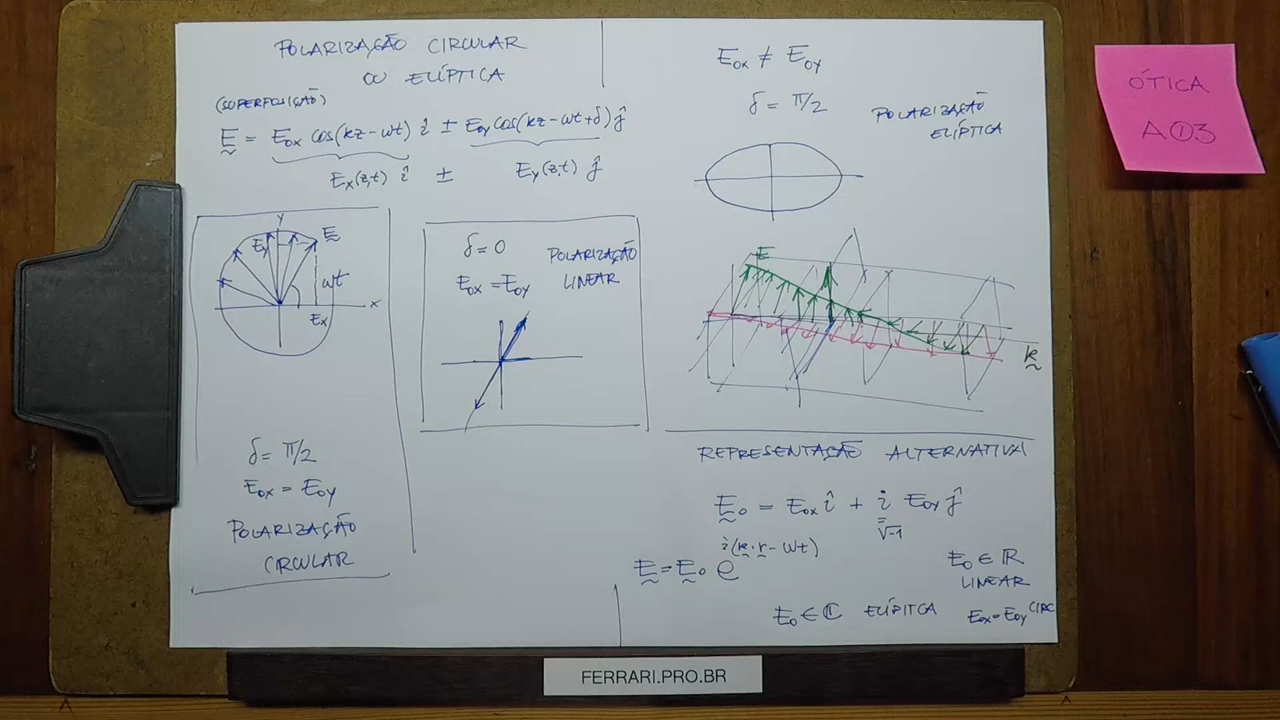 POLARIZAÇÃO CIRCULAR
OU ELÍPTICA
(SUPERPOSIÇÃO)
E = E₀ₓ cos(kz-ωt) î ± E₀y cos(kz-ωt+δ) ĵ
Eₓ(z,t) î ± Ey(z,t) ĵ
y
Ey
E
ωt
x
Eₓ
δ = π/2
E₀ₓ = E₀y
POLARIZAÇÃO
CIRCULAR
δ = 0
POLARIZAÇÃO
E₀ₓ = E₀y
LINEAR
E₀ₓ ≠ E₀y
δ = π/2
POLARIZAÇÃO
ELÍPTICA
E
k
REPRESENTAÇÃO ALTERNATIVA
E₀ = E₀ₓ î + i E₀y ĵ
√-1
E = E₀ e^i(k·r-ωt)
E₀ ∈ ℝ
LINEAR
E₀ ∈ ℂ ELÍPITCA
E₀ₓ = E₀y CIRC
ÓTICA
A03
FERRARI.PRO.BR